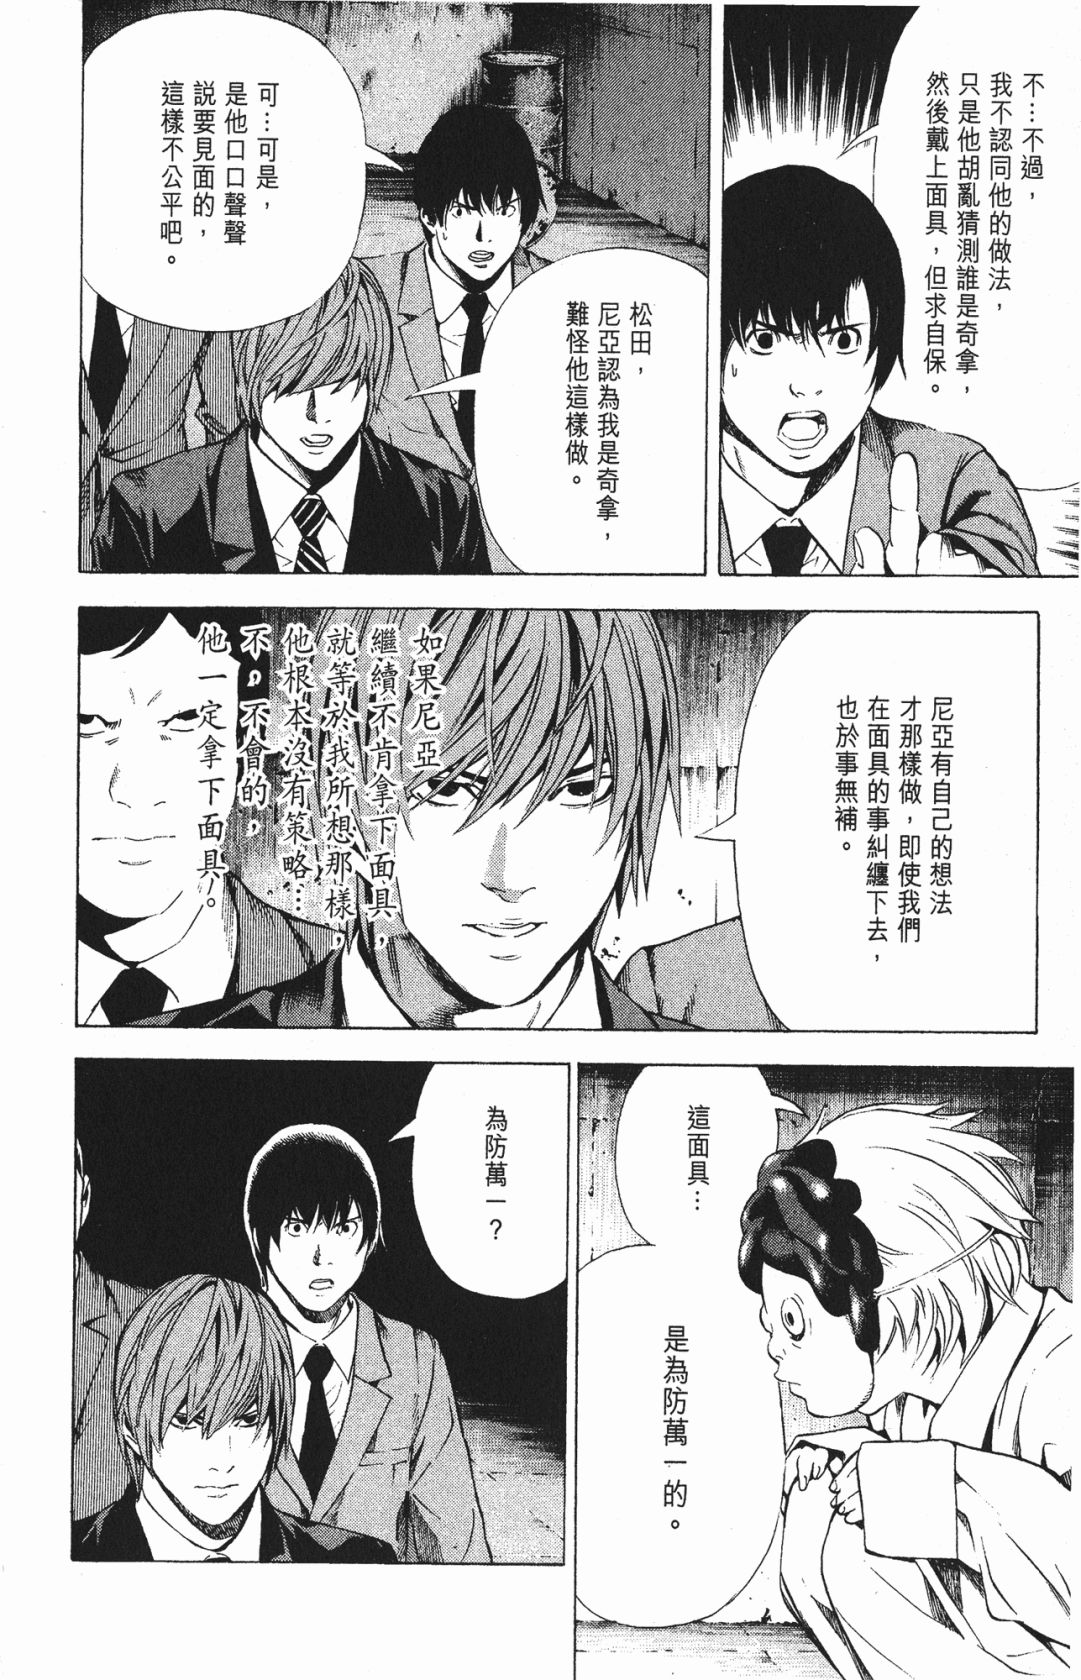 不…不過，
我不認同他的做法，
只是他胡亂猜測誰是奇拿，
然後戴上面具，但求自保。
松田，
尼亞認為我是奇拿，
難怪他這樣做。
可…可是，
是他口口聲聲
説要見面的，
這樣不公平吧。
尼亞有自己的想法
才那樣做，即使我們
在面具的事糾纏下去，
也於事無補。
如果尼亞
繼續不肯拿下面具，
就等於我所想那樣，
他根本沒有策略…
不，不會的，
他一定拿下面具。
這面具…
是為防萬一的。
為防萬一？